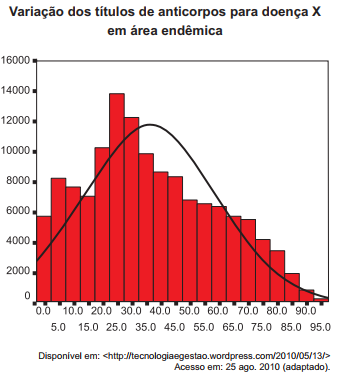 Variação dos títulos de anticorpos para doença X
em área endêmica
16000
14000
12000
10000
8000
6000
4000
2000
0
0.0 10.0 20.0 30.0 40.0 50.0 60.0 70.0 80.0 90.0
5.0 15.0 25.0 35.0 45.0 55.0 65.0 75.0 85.0 95.0
Disponível em: <http://tecnologiaegestao.wordpress.com/2010/05/13/>
Acesso em: 25 ago. 2010 (adaptado).